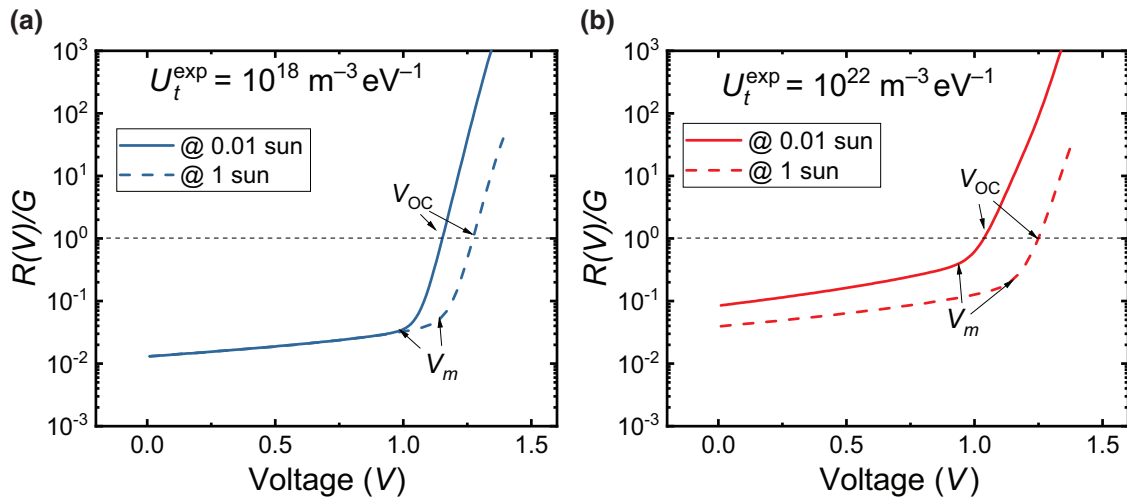 (a)
U_t^exp = 10^18 m^−3 eV^−1
@ 0.01 sun
@ 1 sun
V_OC
V_m
R(V)/G
10^3
10^2
10^1
10^0
10^-1
10^-2
10^-3
0.0 0.5 1.0 1.5
Voltage (V)
(b)
U_t^exp = 10^22 m^−3 eV^−1
@ 0.01 sun
@ 1 sun
V_OC
V_m
R(V)/G
10^3
10^2
10^1
10^0
10^-1
10^-2
10^-3
0.0 0.5 1.0 1.5
Voltage (V)